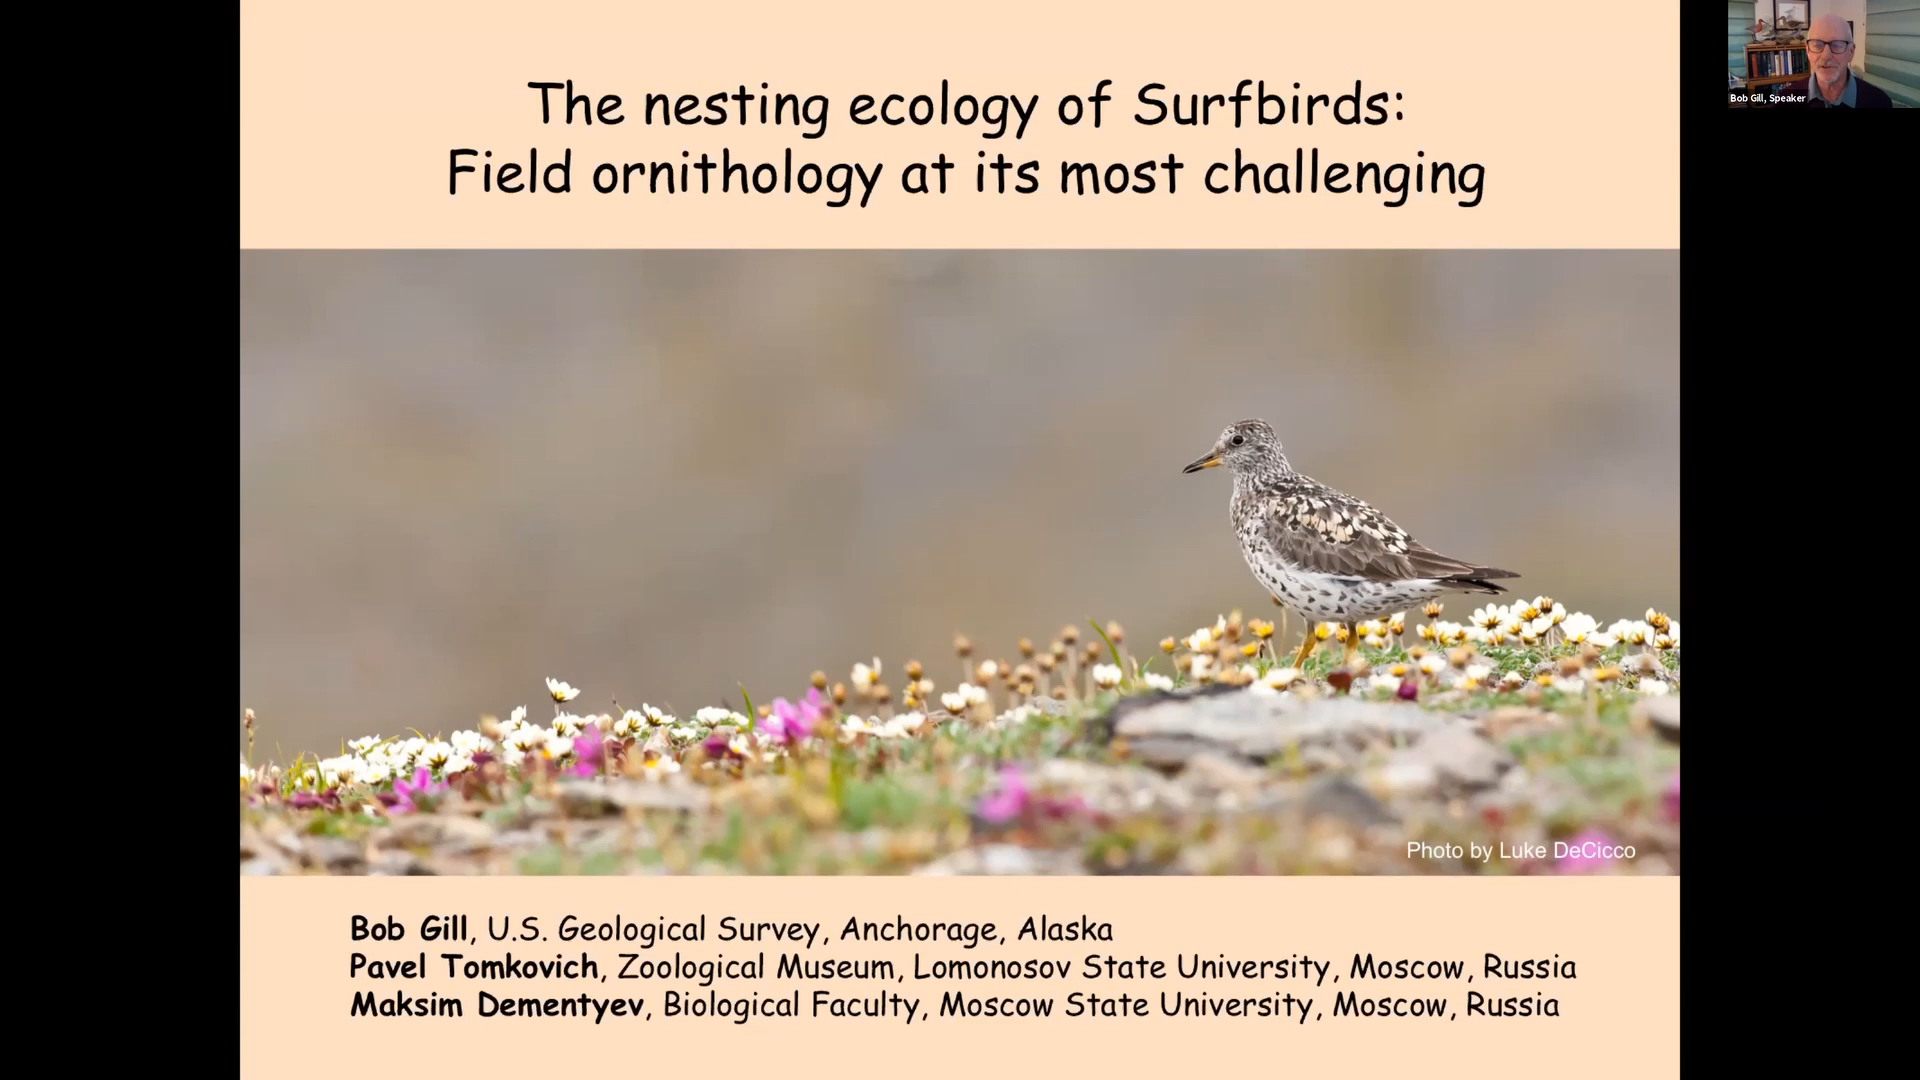 The nesting ecology of Surfbirds:
Field ornithology at its most challenging
Bob Gill, Speaker
Photo by Luke DeCicco
Bob Gill, U.S. Geological Survey, Anchorage, Alaska
Pavel Tomkovich, Zoological Museum, Lomonosov State University, Moscow, Russia
Maksim Dementyev, Biological Faculty, Moscow State University, Moscow, Russia